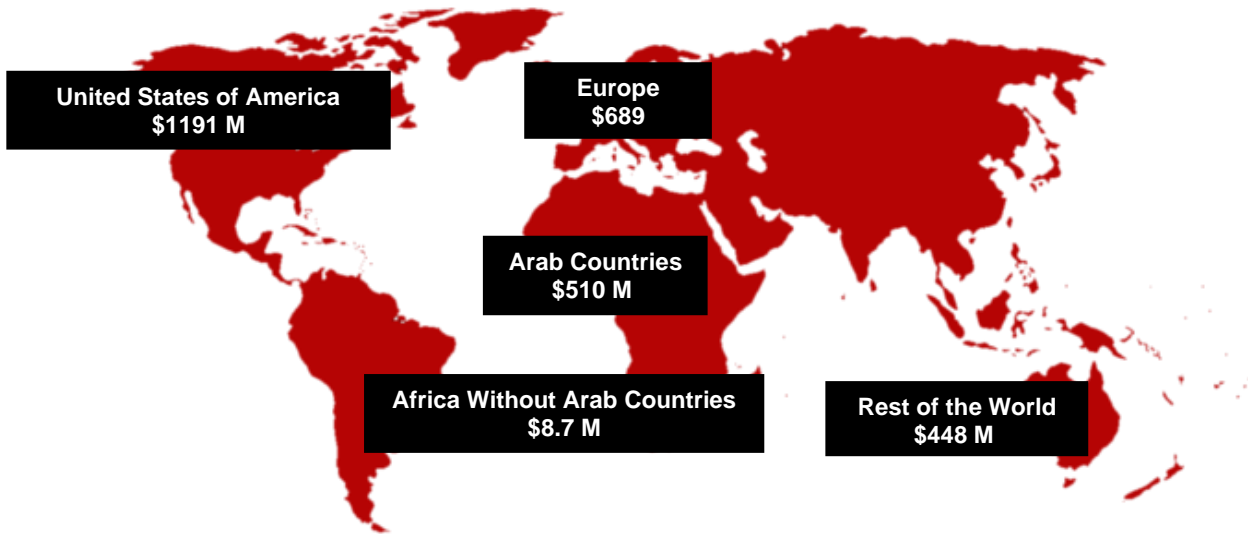 United States of America
$1191 M
Europe
$689
Arab Countries
$510 M
Africa Without Arab Countries
$8.7 M
Rest of the World
$448 M